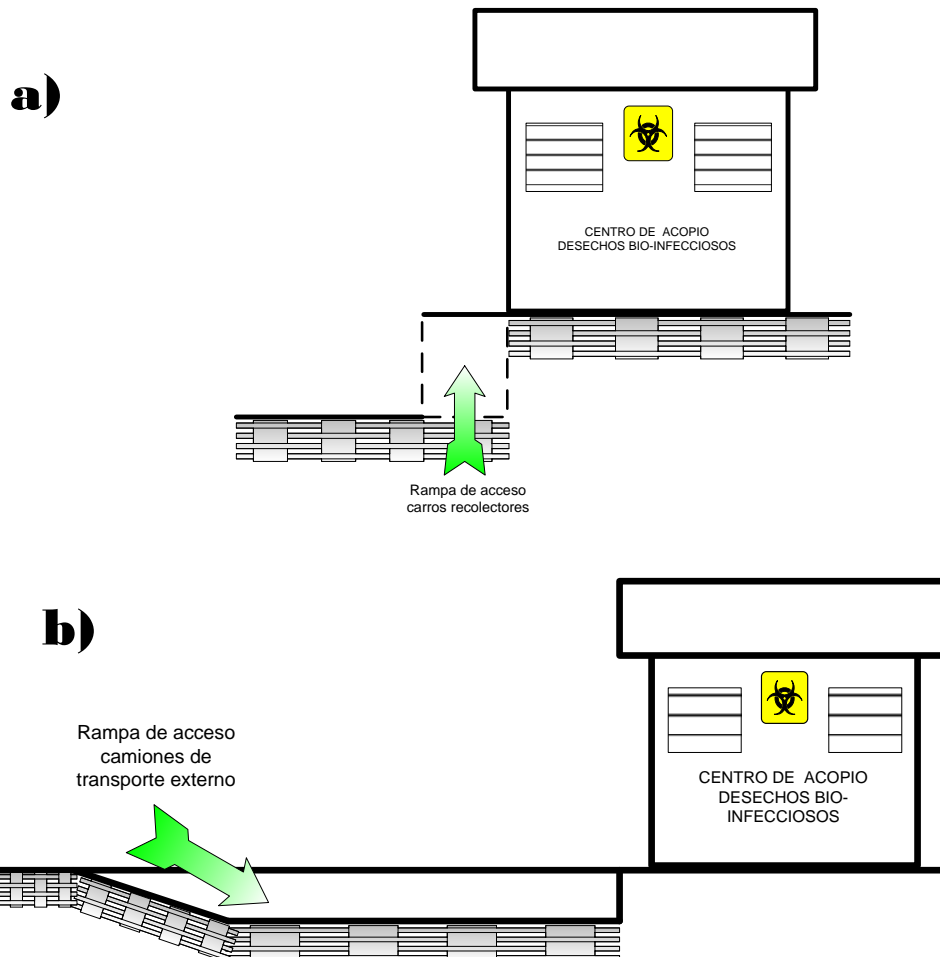 a)
CENTRO DE ACOPIO
DESECHOS BIO-INFECCIOSOS
Rampa de acceso
carros recolectores
b)
Rampa de acceso
camiones de
transporte externo
CENTRO DE ACOPIO
DESECHOS BIO-
INFECCIOSOS